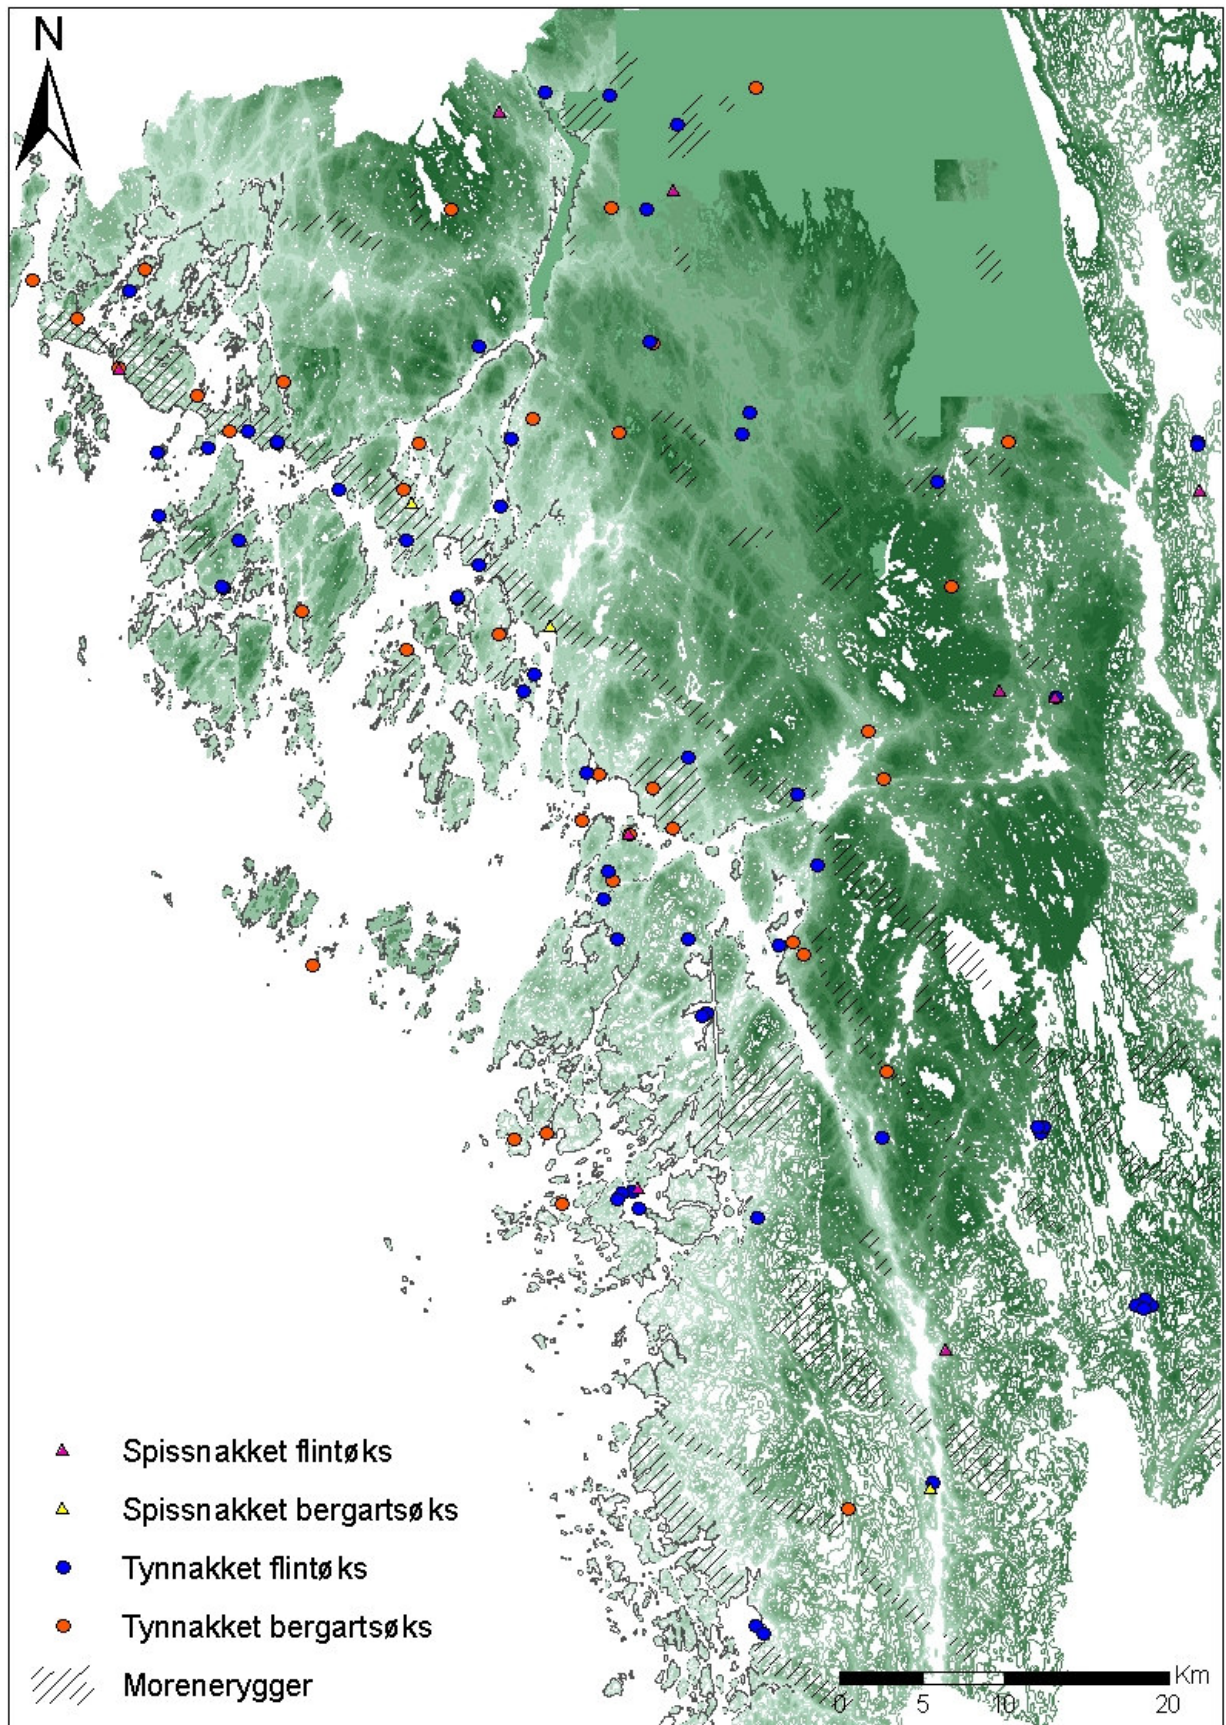 N
Spissnakket flintøks
Spissnakket bergartsøks
Tynnakket flintøks
Tynnakket bergartsøks
Morenerygger
Km
0 5 10 20